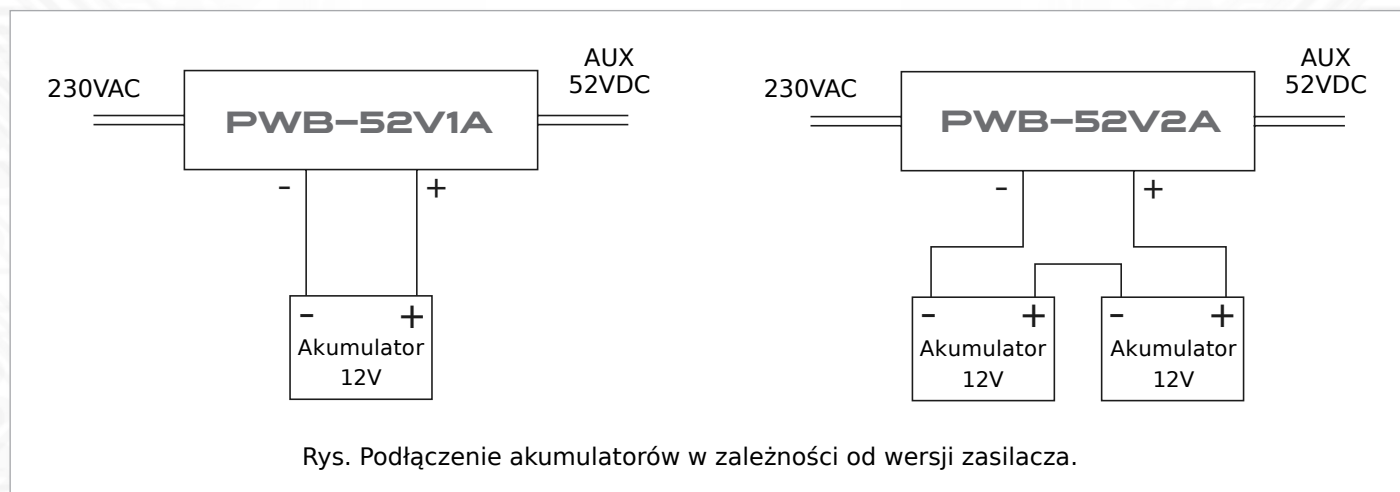 230VAC
PWB-52V1A
AUX
52VDC
-
+
-
+
Akumulator
12V
230VAC
PWB-52V2A
AUX
52VDC
-
+
-
+
Akumulator
12V
-
+
Akumulator
12V
Rys. Podłączenie akumulatorów w zależności od wersji zasilacza.